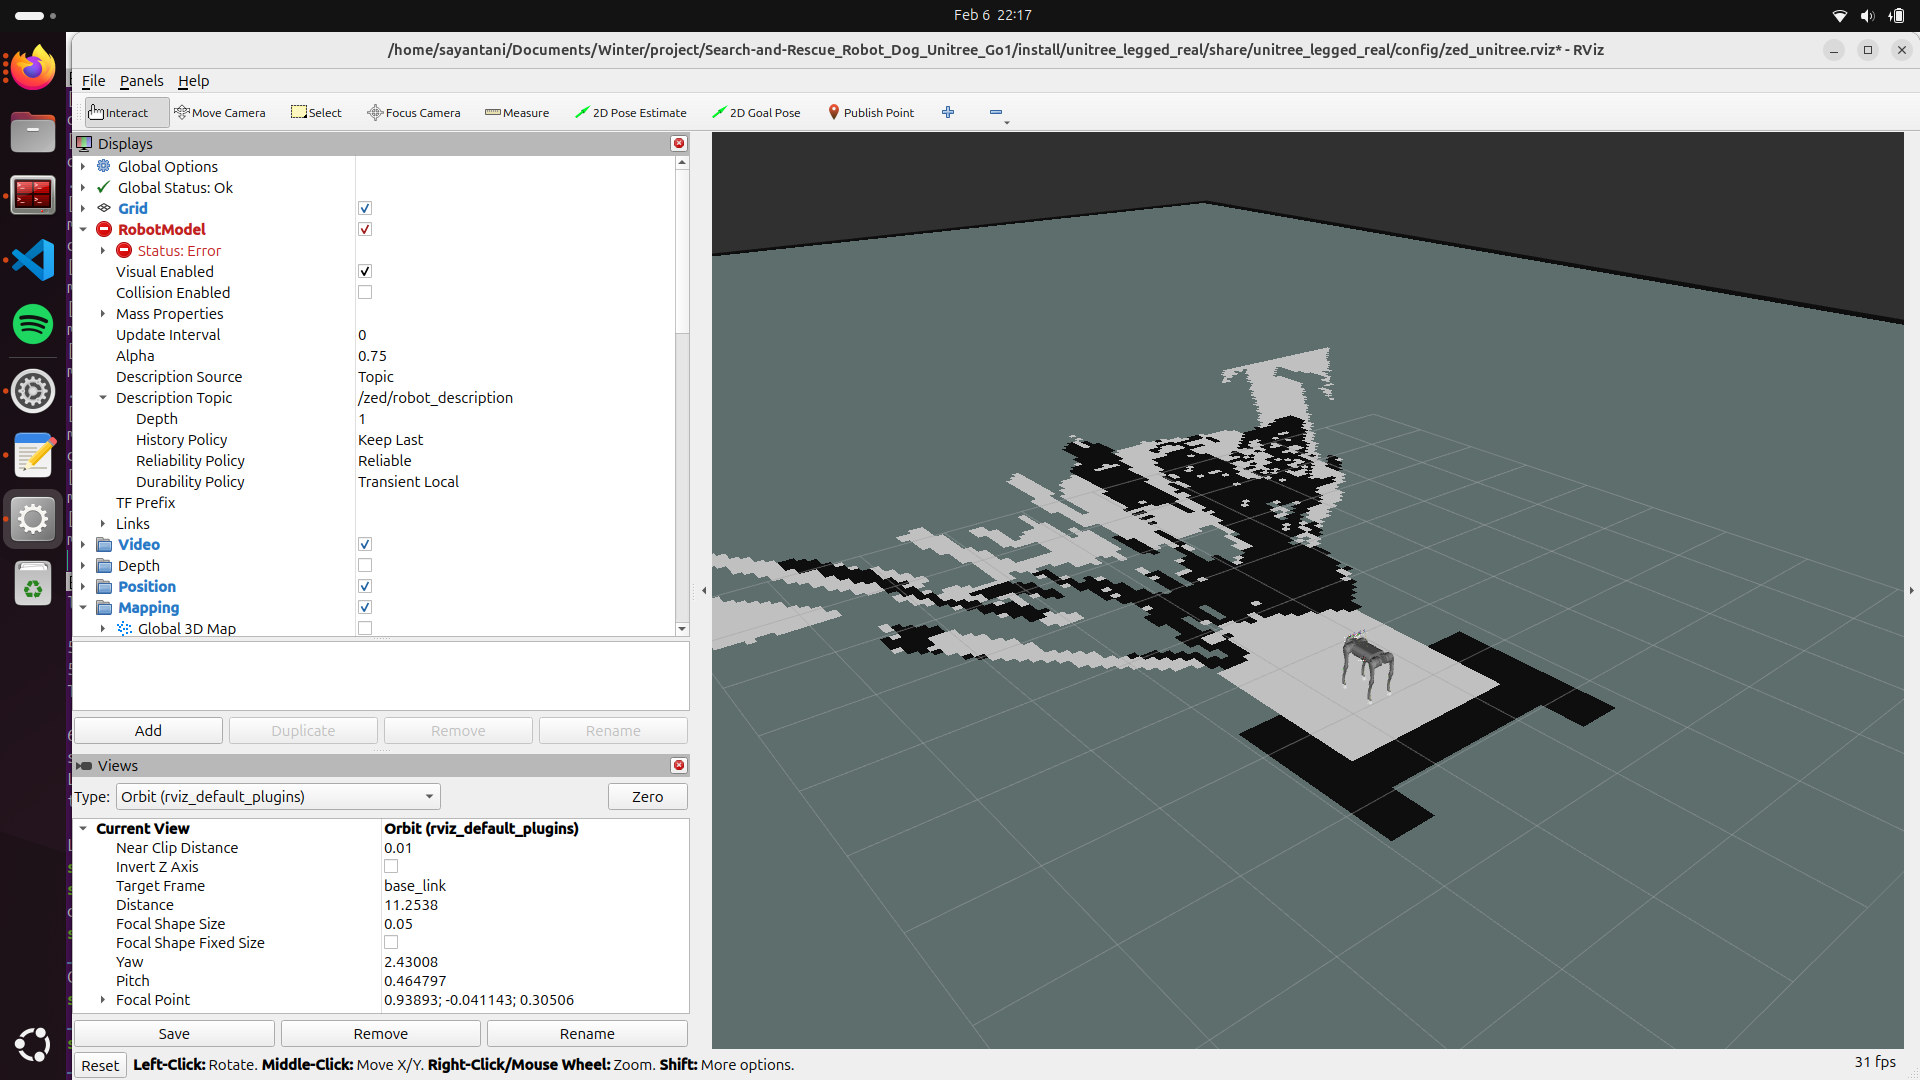 Feb 6 22:17
/home/sayantani/Documents/Winter/project/Search-and-Rescue_Robot_Dog_Unitree_Go1/install/unitree_legged_real/share/unitree_legged_real/config/zed_unitree.rviz* - RViz
File Panels Help
Interact Move Camera Select Focus Camera Measure 2D Pose Estimate 2D Goal Pose Publish Point
Displays
Global Options
Global Status: Ok
Grid
RobotModel
Status: Error
Visual Enabled
Collision Enabled
Mass Properties
Update Interval 0
Alpha 0.75
Description Source Topic
Description Topic /zed/robot_description
Depth 1
History Policy Keep Last
Reliability Policy Reliable
Durability Policy Transient Local
TF Prefix
Links
Video
Depth
Position
Mapping
Global 3D Map
Add Duplicate Remove Rename
Views
Type: Orbit (rviz_default_plugins) Zero
Current View Orbit (rviz_default_plugins)
Near Clip Distance 0.01
Invert Z Axis
Target Frame base_link
Distance 11.2538
Focal Shape Size 0.05
Focal Shape Fixed Size
Yaw 2.43008
Pitch 0.464797
Focal Point 0.93893; -0.041143; 0.30506
Save Remove Rename
Reset Left-Click: Rotate. Middle-Click: Move X/Y. Right-Click/Mouse Wheel: Zoom. Shift: More options.
31 fps